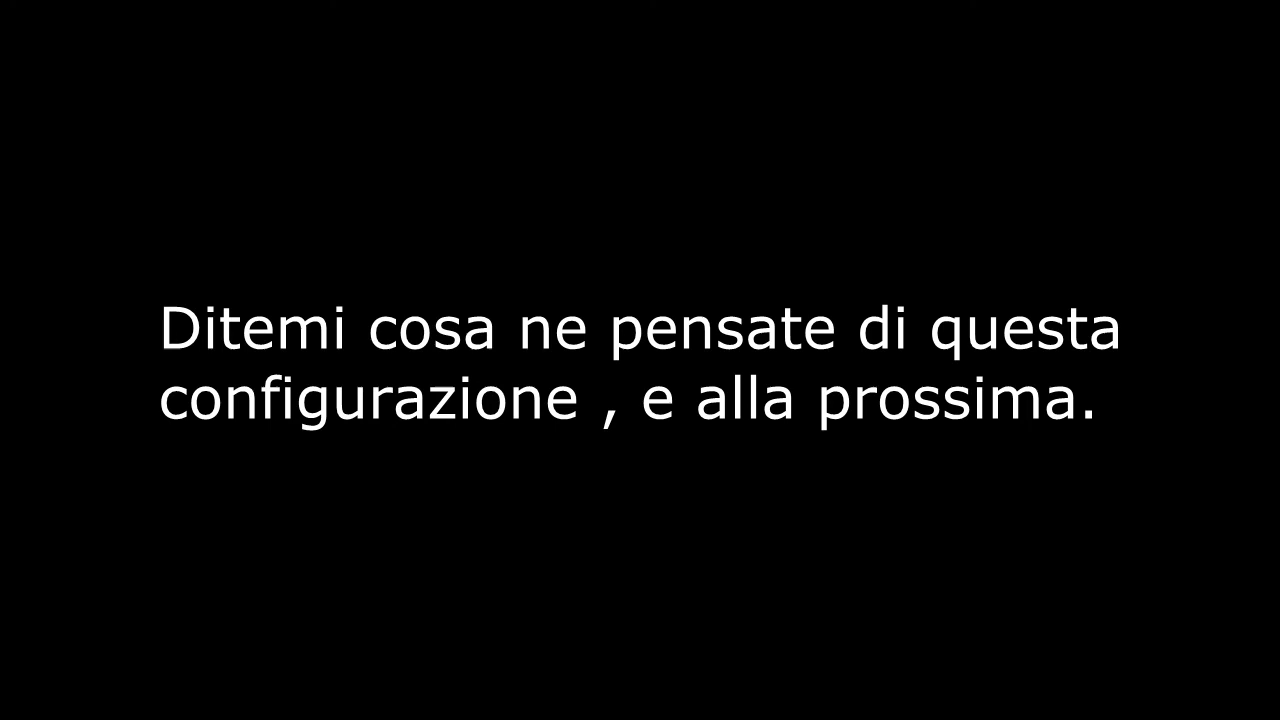 Ditemi cosa ne pensate di questa
configurazione , e alla prossima.